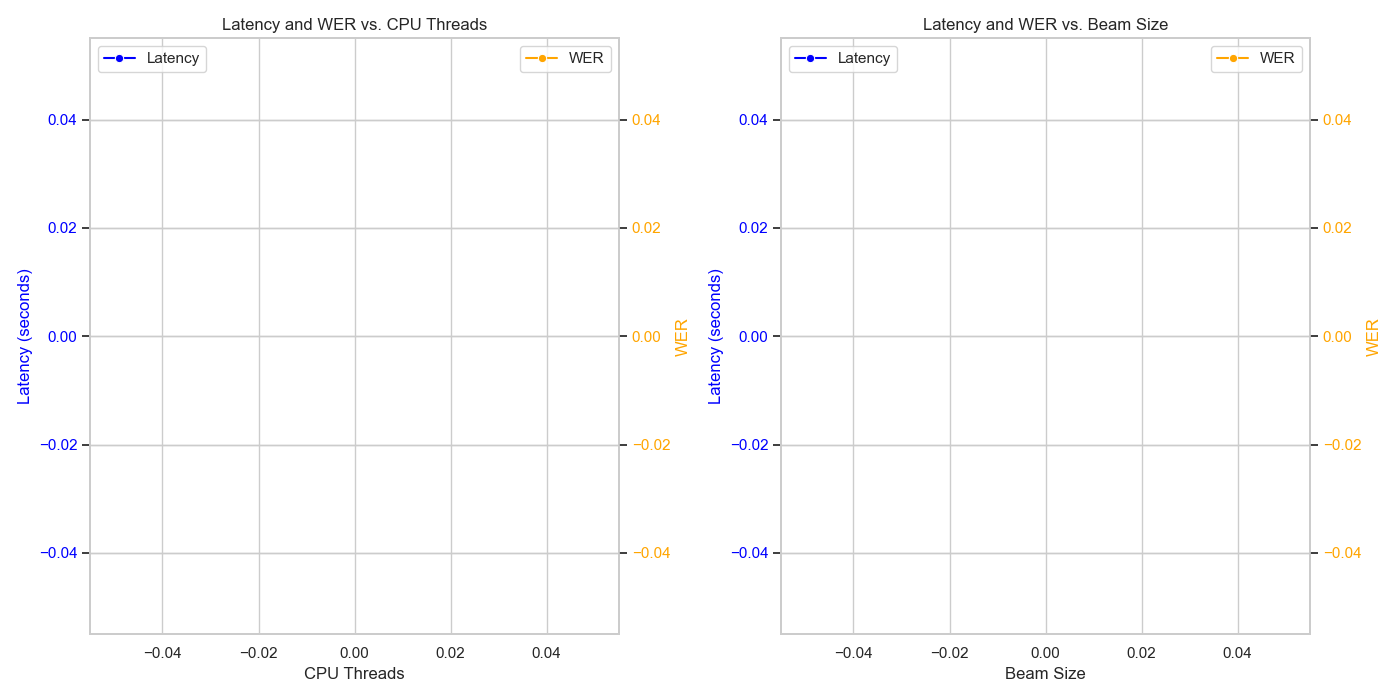 Latency and WER vs. CPU Threads
Latency
WER
0.04
0.02
0.00
−0.02
−0.04
Latency (seconds)
0.04
0.02
0.00
−0.02
−0.04
WER
−0.04 −0.02 0.00 0.02 0.04
CPU Threads
Latency and WER vs. Beam Size
Latency
WER
0.04
0.02
0.00
−0.02
−0.04
Latency (seconds)
0.04
0.02
0.00
−0.02
−0.04
WER
−0.04 −0.02 0.00 0.02 0.04
Beam Size